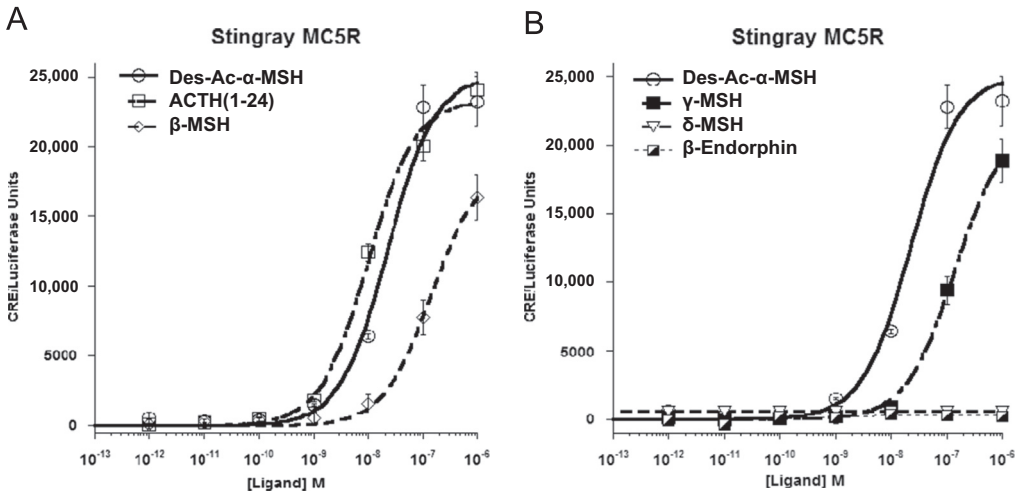 A
Stingray MC5R
Des-Ac-α-MSH
ACTH(1-24)
β-MSH
CRE/Luciferase Units
25,000
20,000
15,000
10,000
5000
0
10-13 10-12 10-11 10-10 10-9 10-8 10-7 10-6
[Ligand] M
B
Stingray MC5R
Des-Ac-α-MSH
γ-MSH
δ-MSH
β-Endorphin
CRE/Luciferase Units
25,000
20,000
15,000
10,000
5000
0
10-13 10-12 10-11 10-10 10-9 10-8 10-7 10-6
[Ligand] M